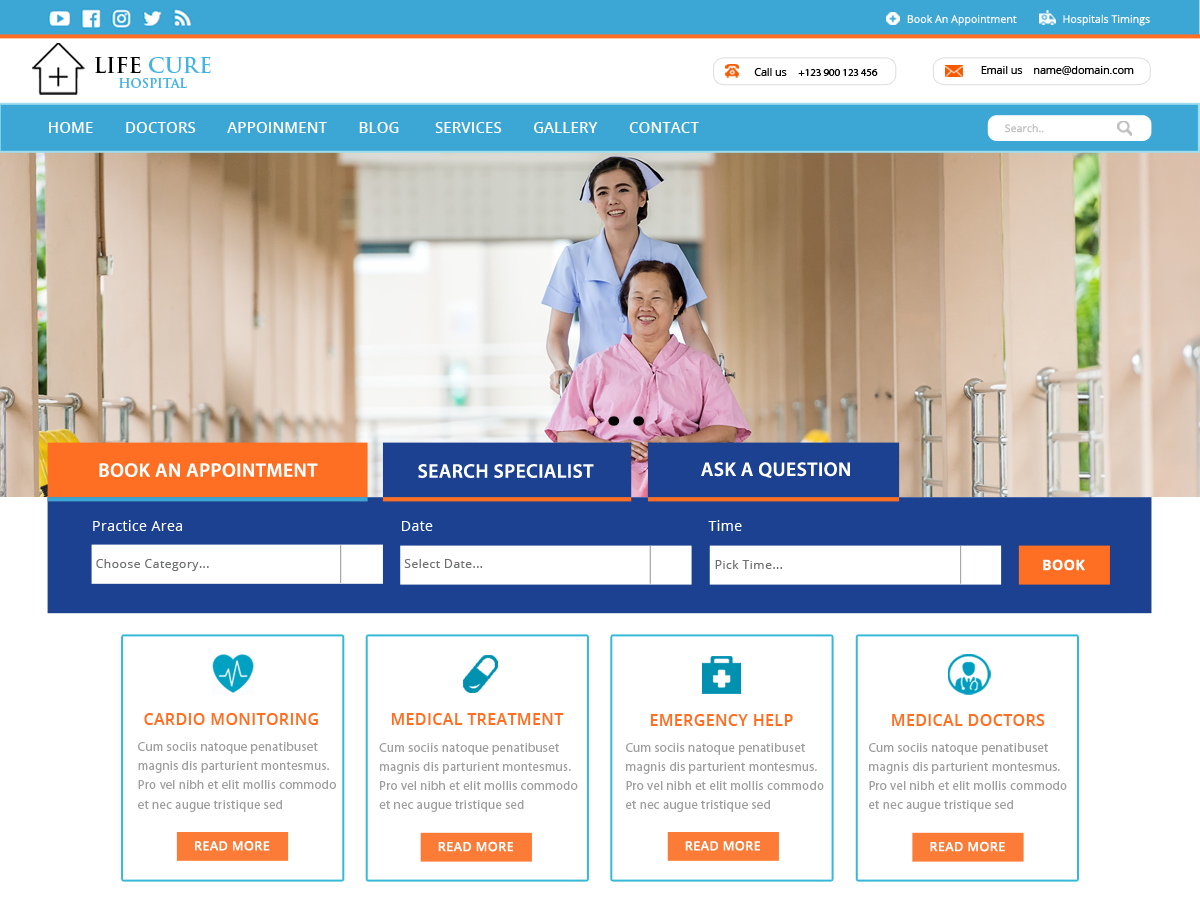 Book An Appointment
Hospitals Timings
LIFE CURE
HOSPITAL
Call us +123 900 123 456
Email us name@domain.com
HOME DOCTORS APPOINMENT BLOG SERVICES GALLERY CONTACT
Search..
BOOK AN APPOINTMENT
SEARCH SPECIALIST
ASK A QUESTION
Practice Area
Date
Time
Choose Category...
Select Date...
Pick Time...
BOOK
CARDIO MONITORING
Cum sociis natoque penatibuset
magnis dis parturient montesmus.
Pro vel nibh et elit mollis commodo
et nec augue tristique sed
READ MORE
MEDICAL TREATMENT
Cum sociis natoque penatibuset
magnis dis parturient montesmus.
Pro vel nibh et elit mollis commodo
et nec augue tristique sed
READ MORE
EMERGENCY HELP
Cum sociis natoque penatibuset
magnis dis parturient montesmus.
Pro vel nibh et elit mollis commodo
et nec augue tristique sed
READ MORE
MEDICAL DOCTORS
Cum sociis natoque penatibuset
magnis dis parturient montesmus.
Pro vel nibh et elit mollis commodo
et nec augue tristique sed
READ MORE